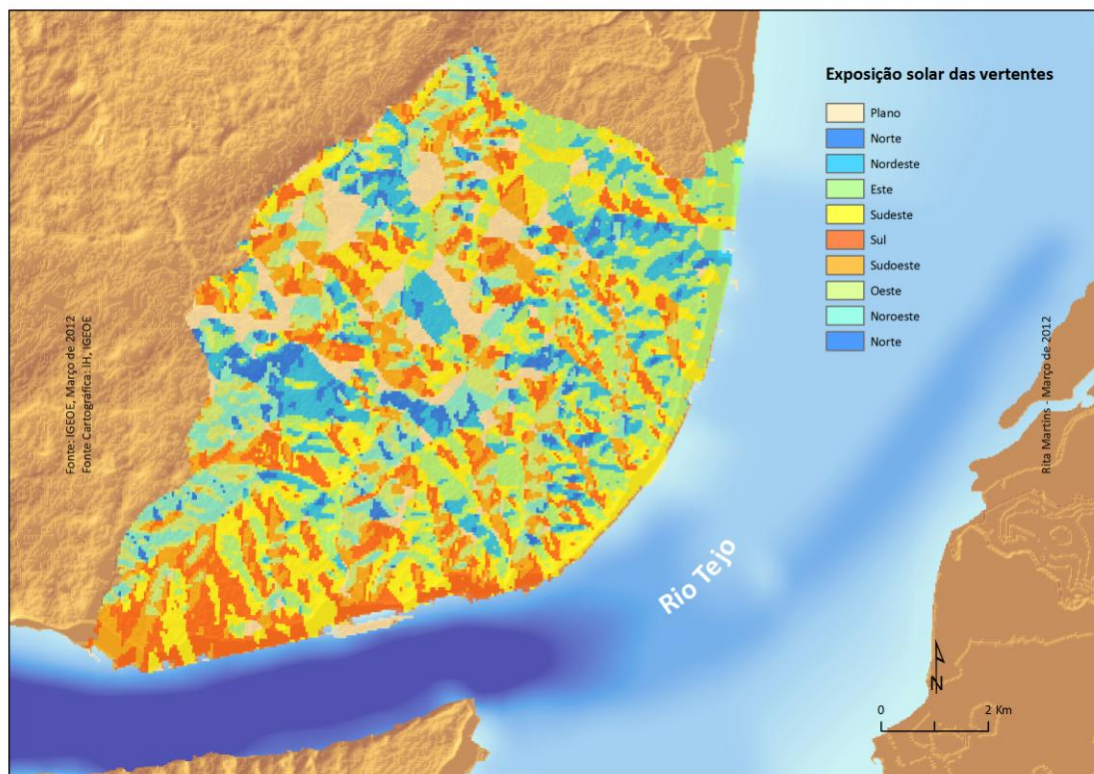 Exposição solar das vertentes
Plano
Norte
Nordeste
Este
Sudeste
Sul
Sudoeste
Oeste
Noroeste
Norte
Fonte: IGEOE, Março de 2012
Fonte Cartográfica: IH, IGEOE
Rita Martins - Março de 2012
Rio Tejo
N
0 2 Km